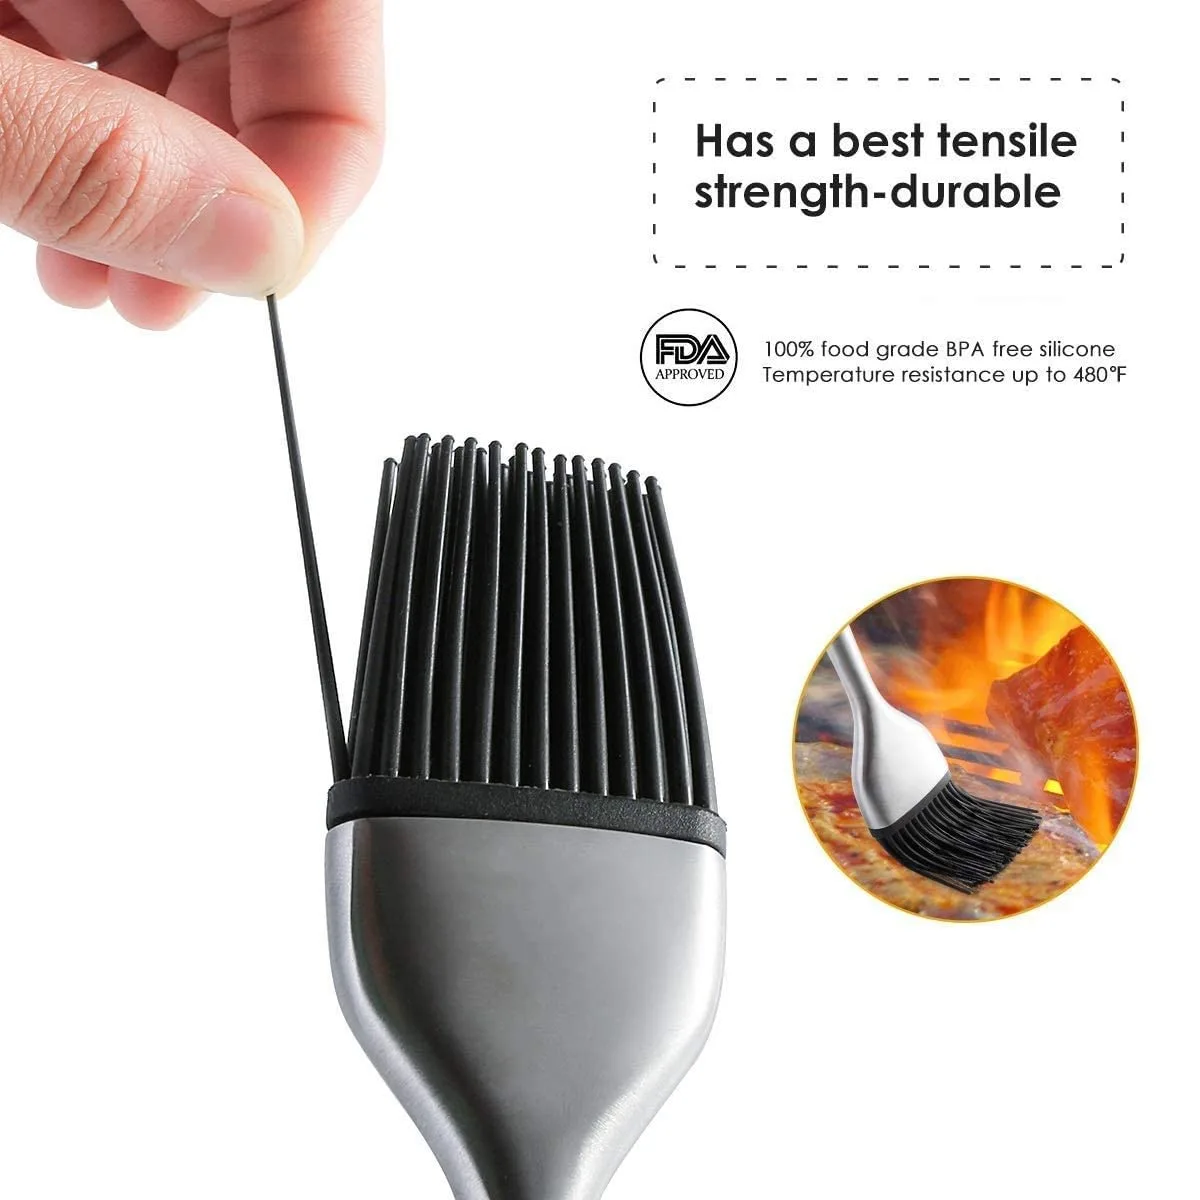 Has a best tensile
strength-durable
FDA
APPROVED
100% food grade BPA free silicone
Temperature resistance up to 480°F